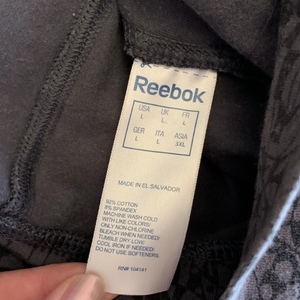 Reebok
USA UK FR
L L L
GER ITA ASIA
L L 3XL
MADE IN EL SALVADOR
92% COTTON
8% SPANDEX
MACHINE WASH COLD
WITH LIKE COLORS/
ONLY NON-CHLORINE
BLEACH WHEN NEEDED/
TUMBLE DRY LOW/
COOL IRON IF NEEDED/
DO NOT USE SOFTENERS.
RN# 104141